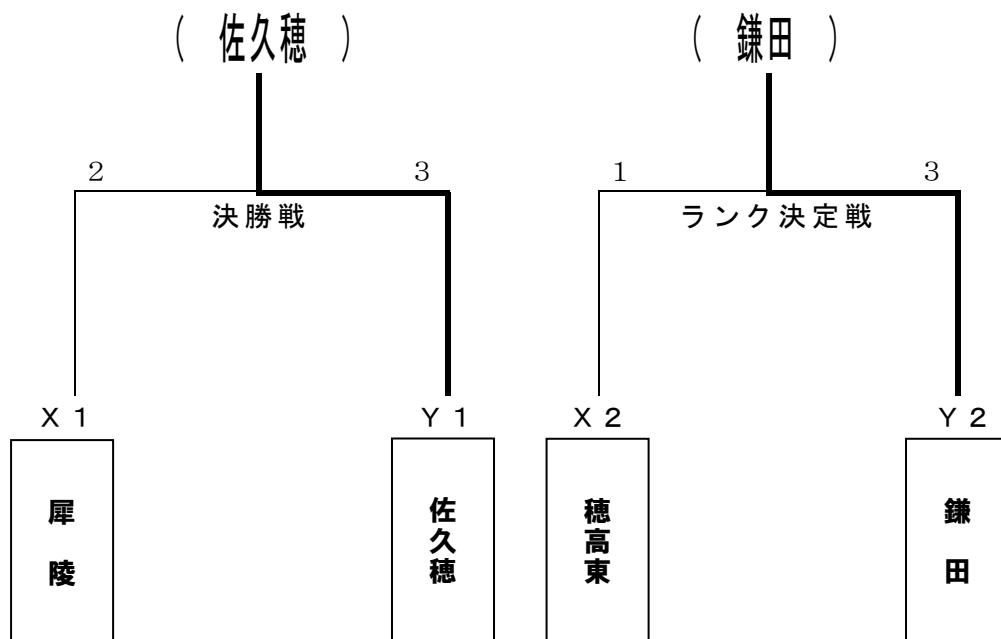 （ 佐久穂 ）
（ 鎌田 ）
2
3
1
3
決勝戦
ランク決定戦
X 1
Y 1
X 2
Y 2
犀陵
佐久穂
穂高東
鎌田